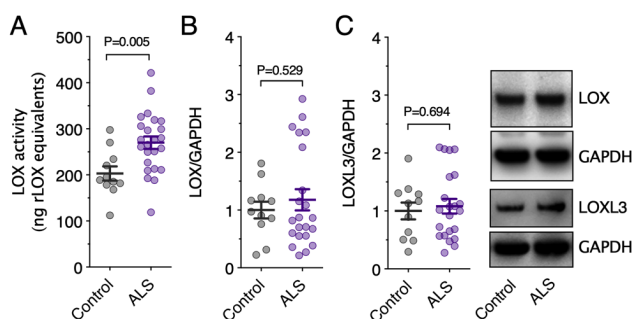 A
LOX activity
(ng rLOX equivalents)
500
400
300
200
100
0
P=0.005
Control
ALS
B
LOX/GAPDH
4
3
2
1
0
P=0.529
Control
ALS
C
LOXL3/GAPDH
4
3
2
1
0
P=0.694
Control
ALS
LOX
GAPDH
LOXL3
GAPDH
Control
ALS